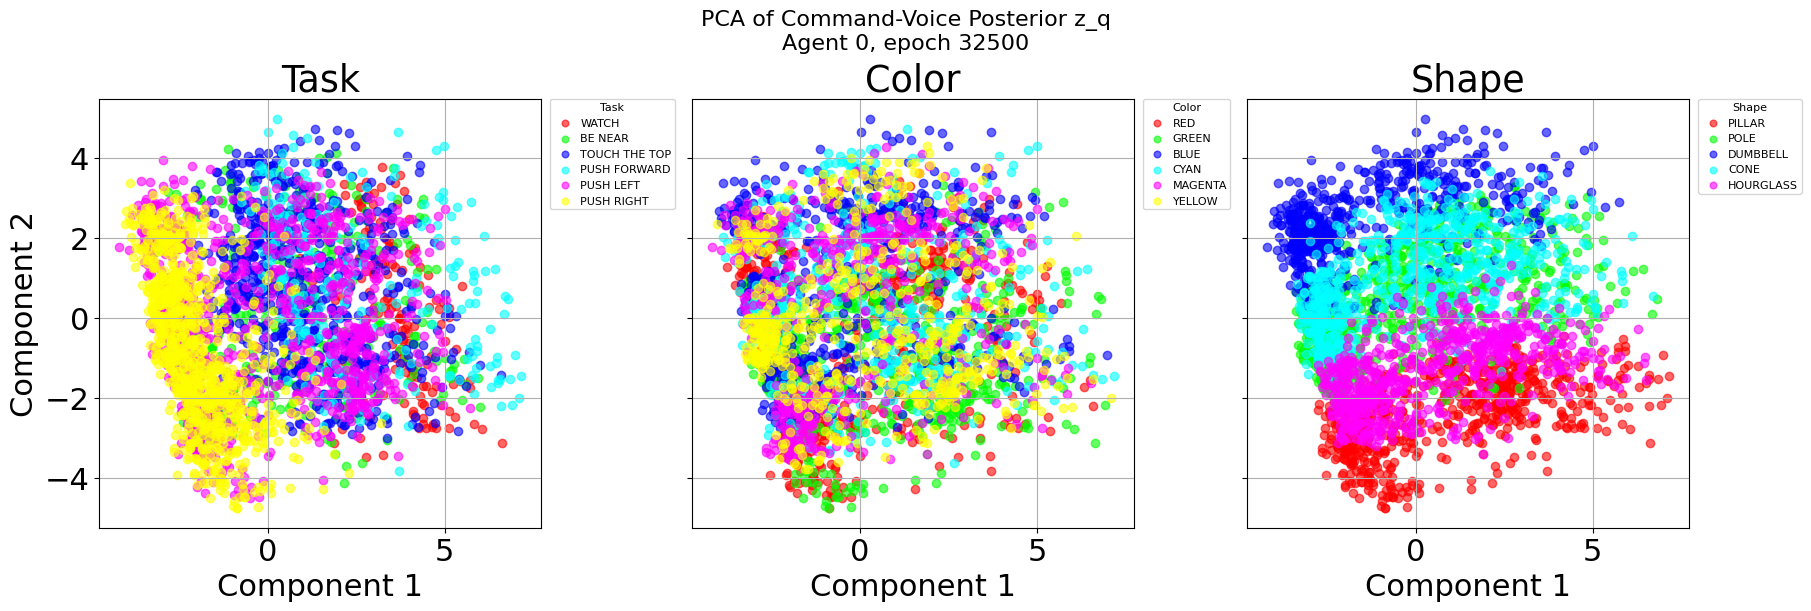 PCA of Command-Voice Posterior z_q
Agent 0, epoch 32500
Task
Color
Shape
Task
WATCH
BE NEAR
TOUCH THE TOP
PUSH FORWARD
PUSH LEFT
PUSH RIGHT
Color
RED
GREEN
BLUE
CYAN
MAGENTA
YELLOW
Shape
PILLAR
POLE
DUMBBELL
CONE
HOURGLASS
Component 2
4
2
0
−2
−4
0 5
0 5
0 5
Component 1
Component 1
Component 1